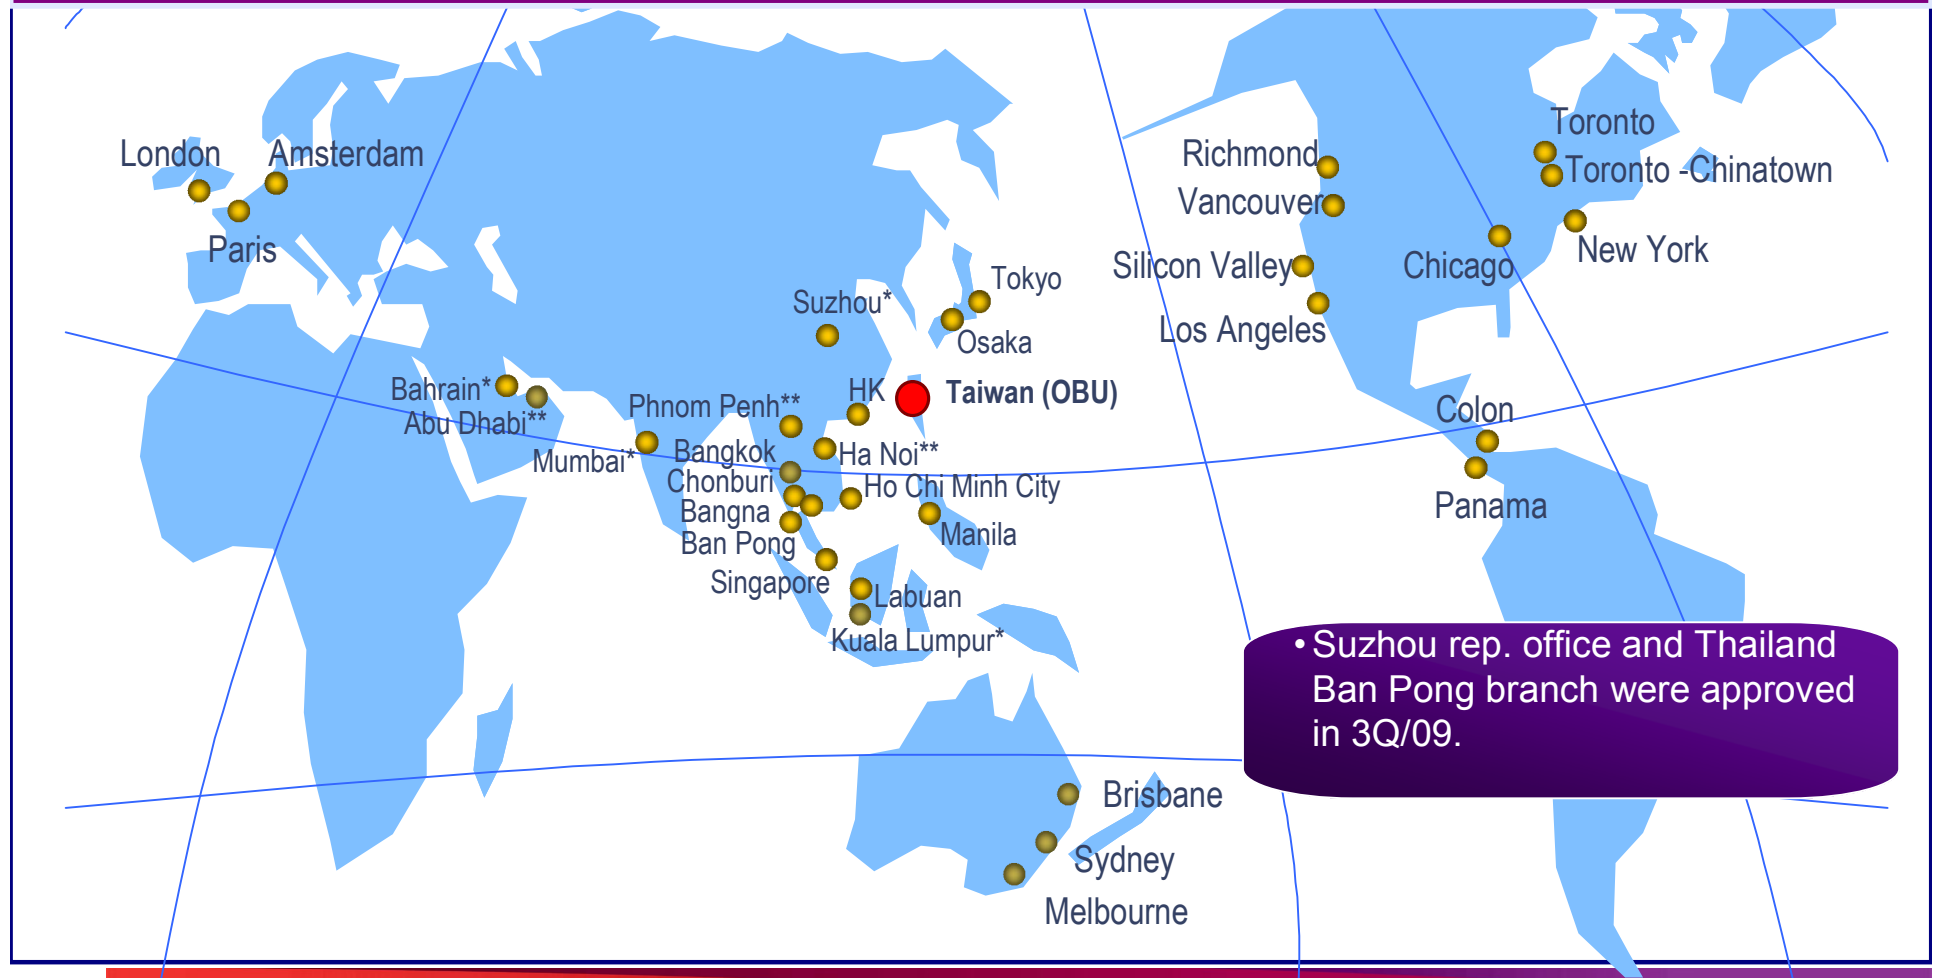 Toronto
London
Amsterdam
Richmond
Toronto -Chinatown
Vancouver
Paris
New York
Silicon Valley
Chicago
Tokyo
Suzhou*
Los Angeles
Osaka
Bahrain*
HK
Taiwan (OBU)
Abu Dhabi**
Phnom Penh**
Colon
Mumbai*
Bangkok
Ha Noi**
Chonburi
Ho Chi Minh City
Bangna
Panama
Manila
Ban Pong
Singapore
Labuan
Kuala Lumpur*
• Suzhou rep. office and Thailand
Ban Pong branch were approved
in 3Q/09.
Brisbane
Sydney
Melbourne